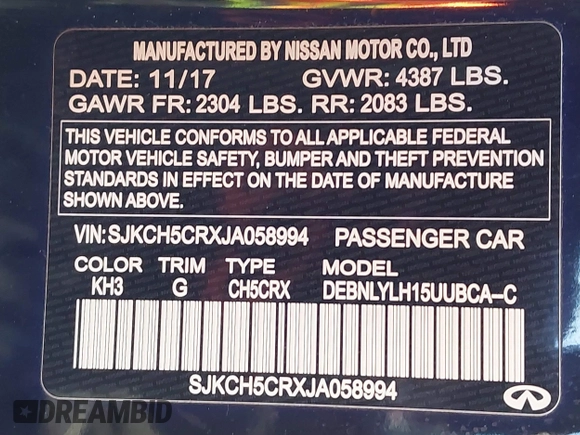 MANUFACTURED BY NISSAN MOTOR CO., LTD
DATE: 11/17 GVWR: 4387 LBS.
GAWR FR: 2304 LBS. RR: 2083 LBS.
THIS VEHICLE CONFORMS TO ALL APPLICABLE FEDERAL
MOTOR VEHICLE SAFETY, BUMPER AND THEFT PREVENTION
STANDARDS IN EFFECT ON THE DATE OF MANUFACTURE
SHOWN ABOVE.
VIN: SJKCH5CRXJA058994 PASSENGER CAR
COLOR TRIM TYPE MODEL
KH3 G CH5CRX DEBNLYLH15UUBCA-C
SJKCH5CRXJA058994
DREAMBID